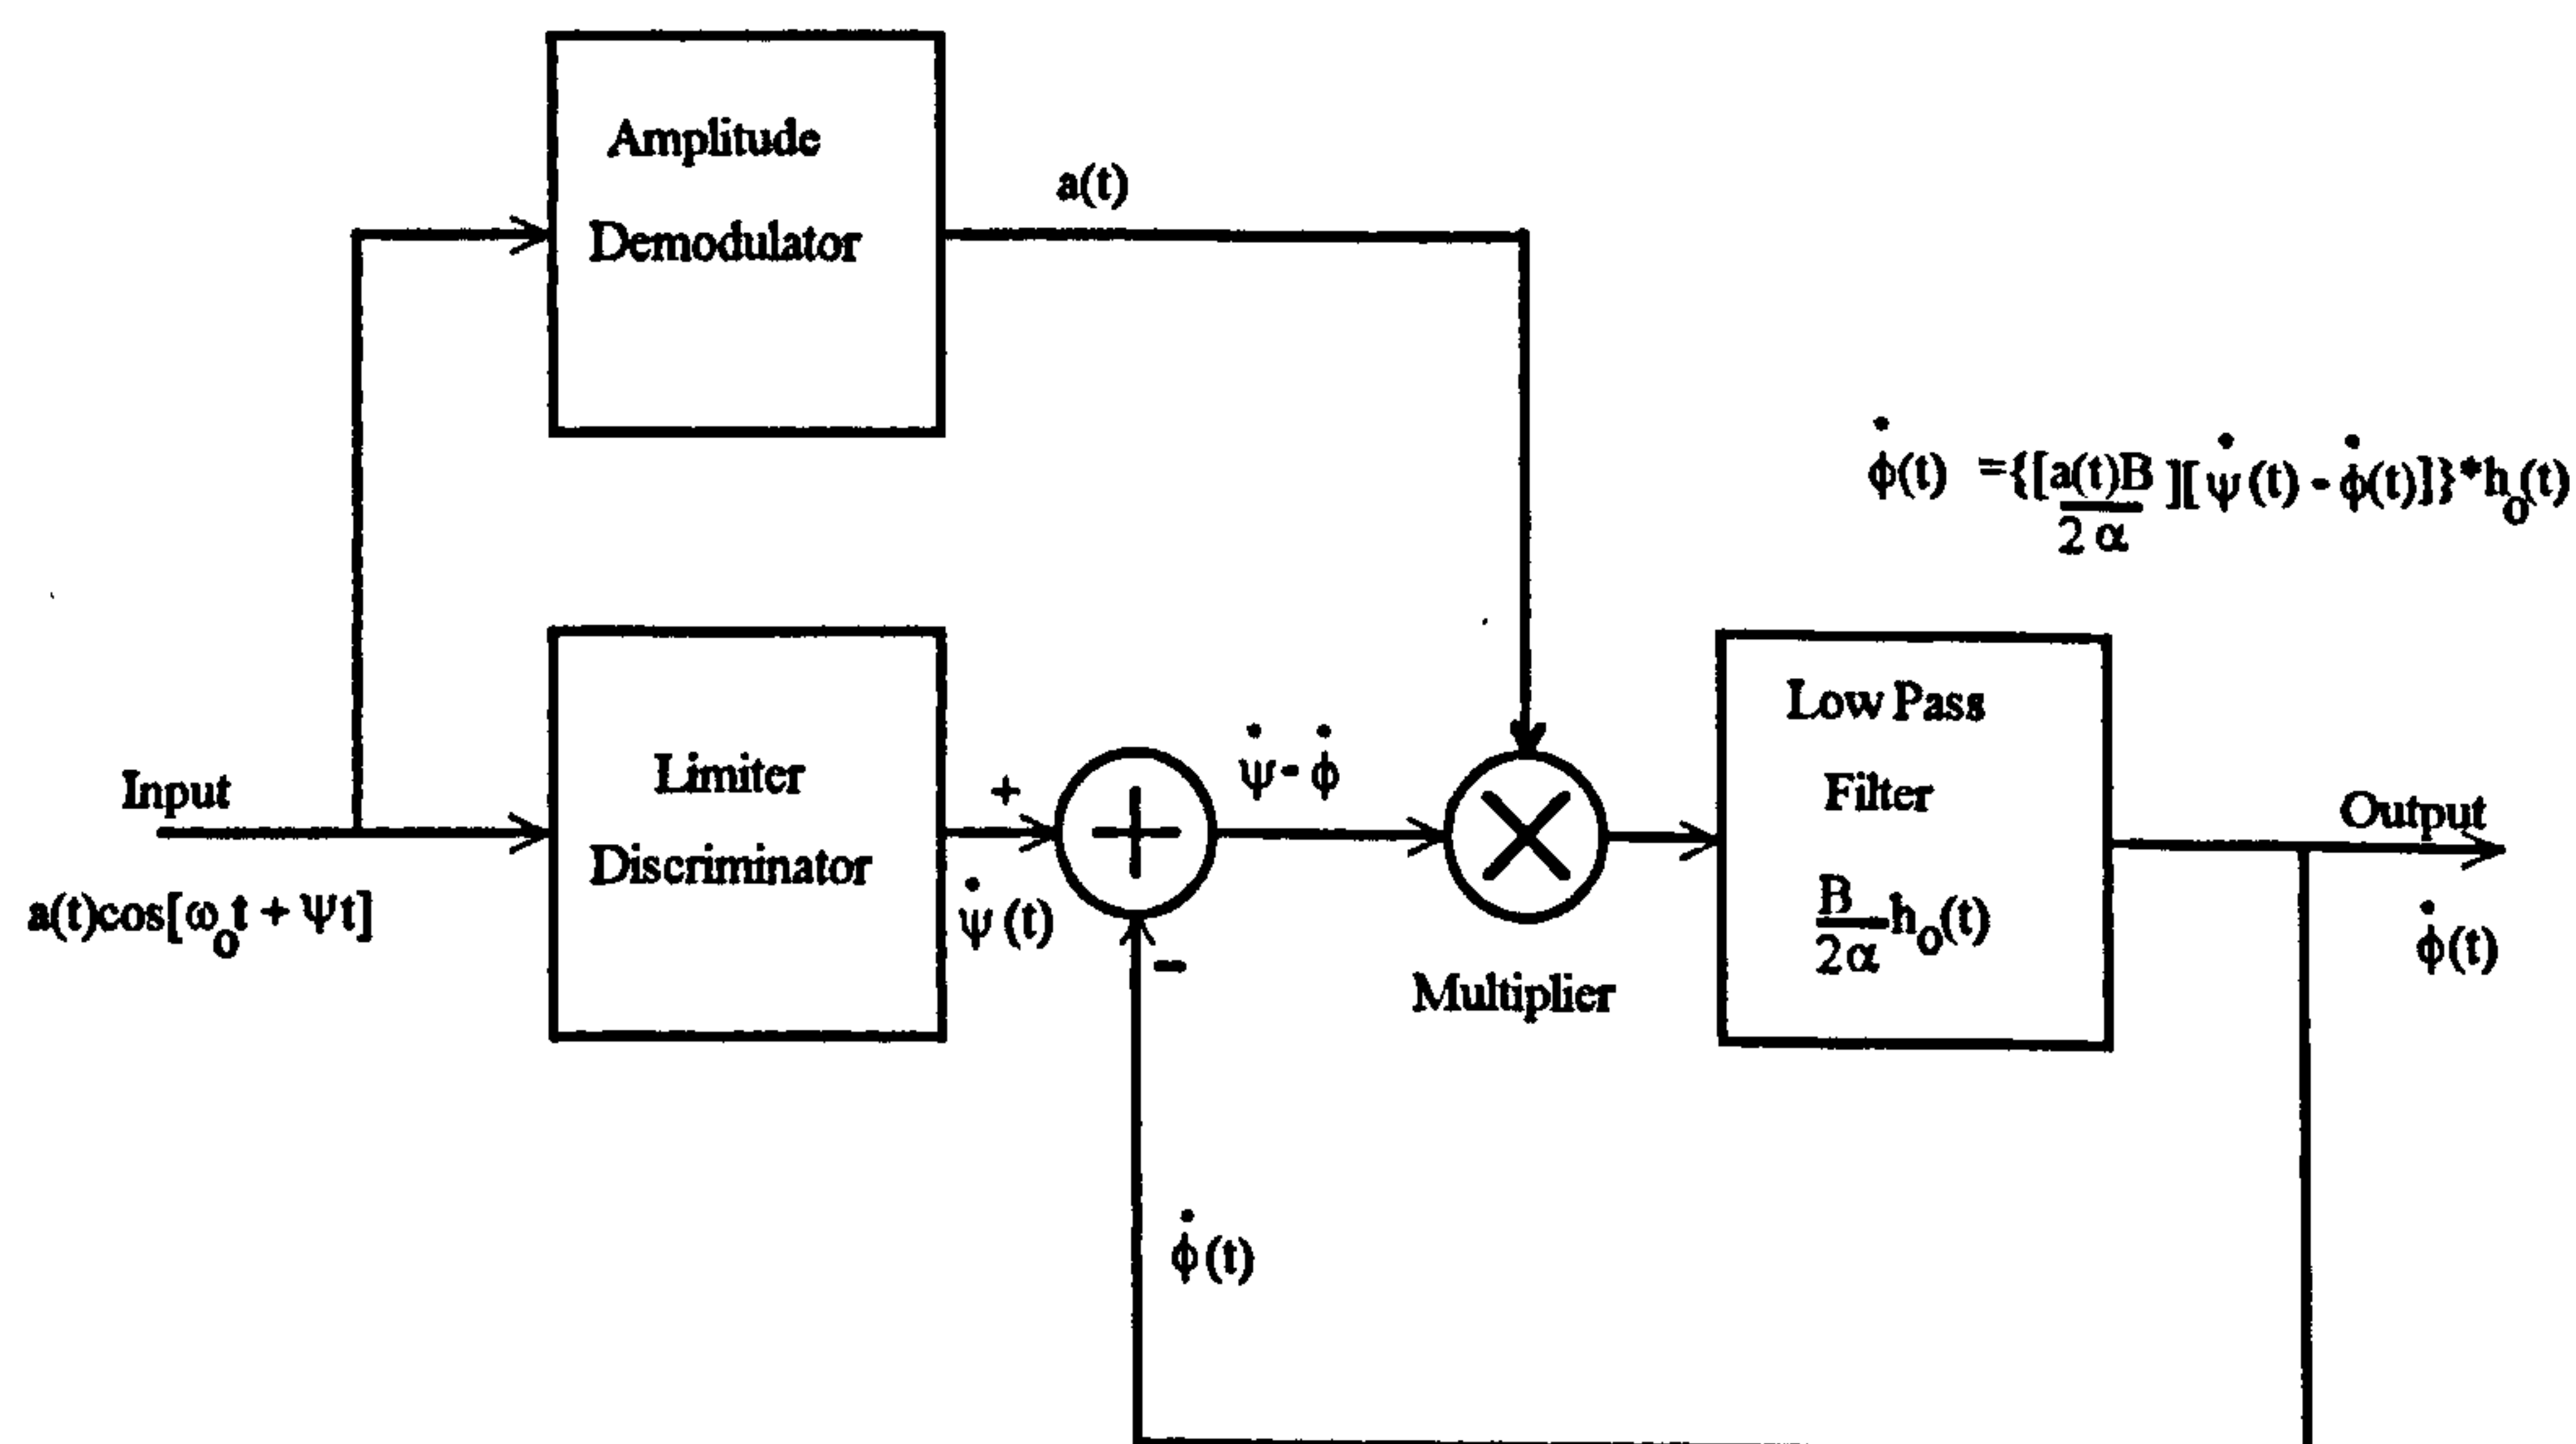 Amplitude
Demodulator
a(t)
φ̇(t) ={[a(t)B/2α][ψ̇(t) - φ̇(t)]}*h₀(t)
Input
a(t)cos[ω₀t + Ψt]
Limiter
Discriminator
+
ψ̇(t)
-
ψ̇ - φ̇
Multiplier
Low Pass
Filter
B/2α h₀(t)
Output
φ̇(t)
φ̇(t)